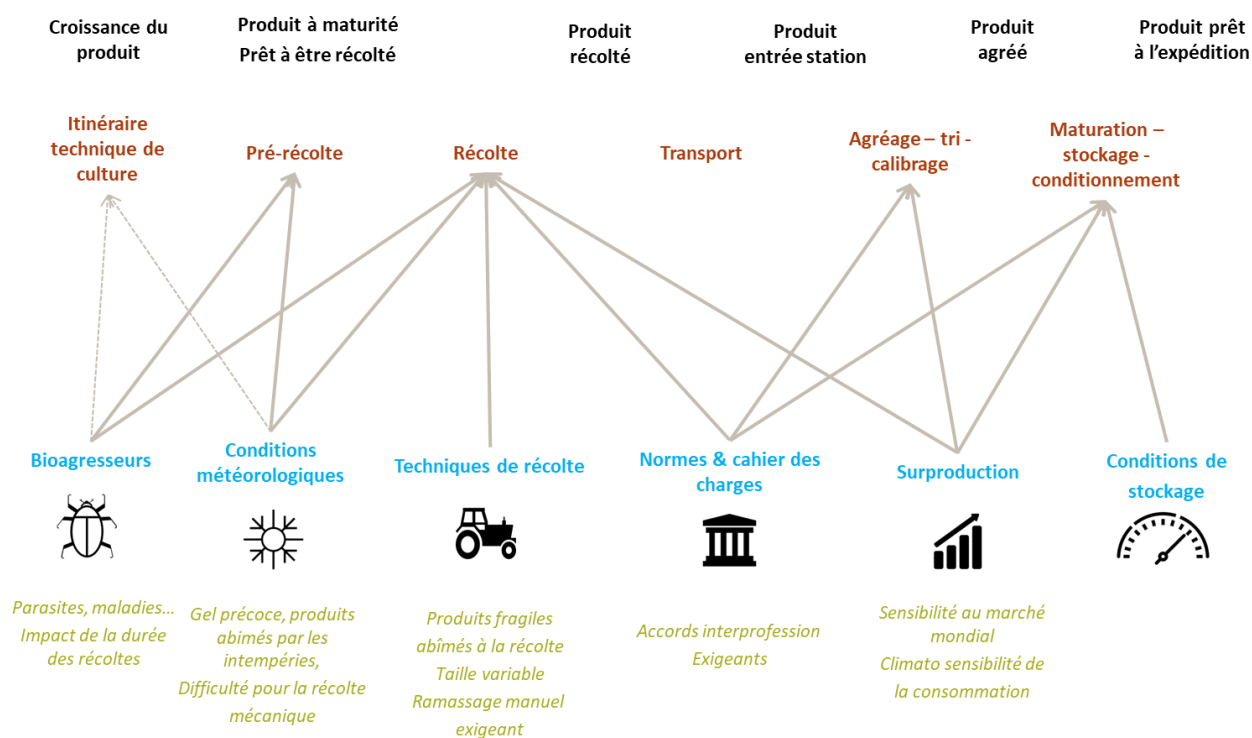 Croissance du
produit
Produit à maturité
Prêt à être récolté
Produit
récolté
Produit
entrée station
Produit
agréé
Produit prêt
à l’expédition
Itinéraire
technique de
culture
Pré-récolte
Récolte
Transport
Agréage – tri -
calibrage
Maturation –
stockage -
conditionnement
Bioagresseurs
Conditions
météorologiques
Techniques de récolte
Normes & cahier des
charges
Surproduction
Conditions de
stockage
Parasites, maladies…
Impact de la durée
des récoltes
Gel précoce, produits
abimés par les
intempéries,
Difficulté pour la récolte
mécanique
Produits fragiles
abîmés à la récolte
Taille variable
Ramassage manuel
exigeant
Accords interprofession
Exigeants
Sensibilité au marché
mondial
Climato sensibilité de
la consommation